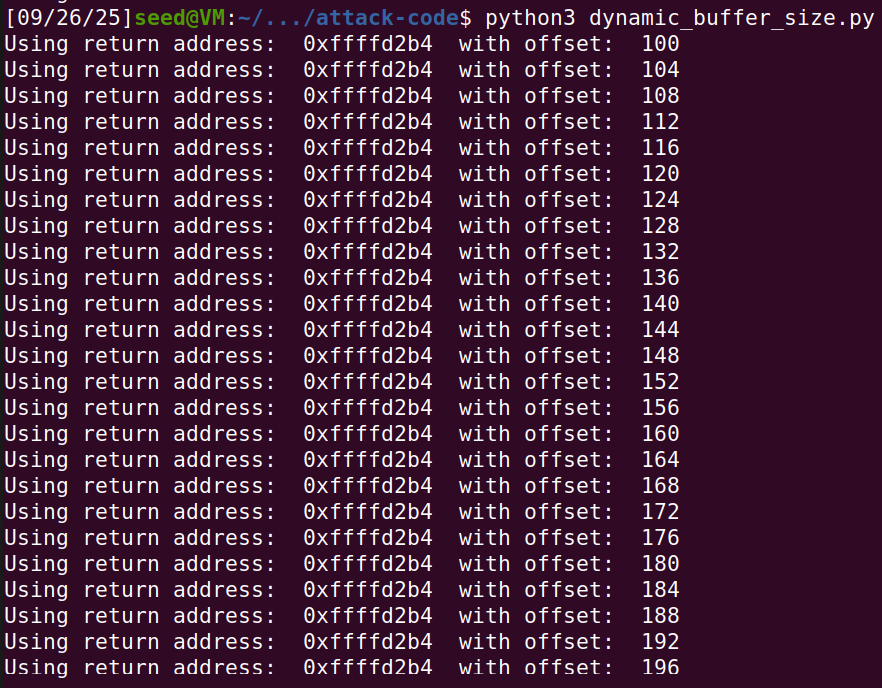 [09/26/25]seed@VM:~/.../attack-code$ python3 dynamic_buffer_size.py
Using return address:  0xffffd2b4  with offset:  100
Using return address:  0xffffd2b4  with offset:  104
Using return address:  0xffffd2b4  with offset:  108
Using return address:  0xffffd2b4  with offset:  112
Using return address:  0xffffd2b4  with offset:  116
Using return address:  0xffffd2b4  with offset:  120
Using return address:  0xffffd2b4  with offset:  124
Using return address:  0xffffd2b4  with offset:  128
Using return address:  0xffffd2b4  with offset:  132
Using return address:  0xffffd2b4  with offset:  136
Using return address:  0xffffd2b4  with offset:  140
Using return address:  0xffffd2b4  with offset:  144
Using return address:  0xffffd2b4  with offset:  148
Using return address:  0xffffd2b4  with offset:  152
Using return address:  0xffffd2b4  with offset:  156
Using return address:  0xffffd2b4  with offset:  160
Using return address:  0xffffd2b4  with offset:  164
Using return address:  0xffffd2b4  with offset:  168
Using return address:  0xffffd2b4  with offset:  172
Using return address:  0xffffd2b4  with offset:  176
Using return address:  0xffffd2b4  with offset:  180
Using return address:  0xffffd2b4  with offset:  184
Using return address:  0xffffd2b4  with offset:  188
Using return address:  0xffffd2b4  with offset:  192
Using return address:  0xffffd2b4  with offset:  196